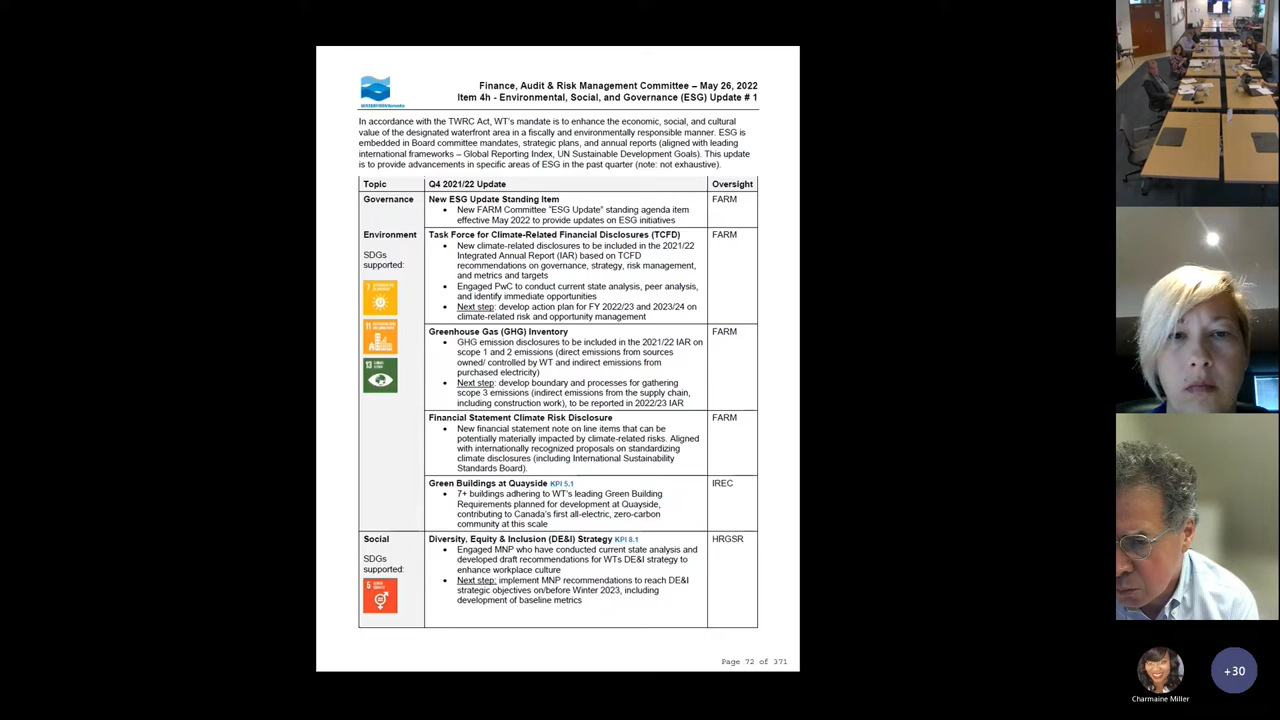 Finance, Audit & Risk Management Committee – May 26, 2022
Item 4h - Environmental, Social, and Governance (ESG) Update # 1
In accordance with the TWRC Act, WT's mandate is to enhance the economic, social, and cultural
value of the designated waterfront area in a fiscally and environmentally responsible manner. ESG is
embedded in Board committee mandates, strategic plans, and annual reports (aligned with leading
international frameworks – Global Reporting Index, UN Sustainable Development Goals). This update
is to provide advancements in specific areas of ESG in the past quarter (note: not exhaustive).
Topic Q4 2021/22 Update Oversight
Governance New ESG Update Standing Item FARM
• New FARM Committee "ESG Update" standing agenda item
effective May 2022 to provide updates on ESG initiatives
Environment Task Force for Climate-Related Financial Disclosures (TCFD) FARM
SDGs
supported:
7
11
13
• New climate-related disclosures to be included in the 2021/22
Integrated Annual Report (IAR) based on TCFD
recommendations on governance, strategy, risk management,
and metrics and targets
• Engaged PwC to conduct current state analysis, peer analysis,
and identify immediate opportunities
• Next step: develop action plan for FY 2022/23 and 2023/24 on
climate-related risk and opportunity management
Greenhouse Gas (GHG) Inventory FARM
• GHG emission disclosures to be included in the 2021/22 IAR on
scope 1 and 2 emissions (direct emissions from sources
owned/ controlled by WT and indirect emissions from
purchased electricity)
• Next step: develop boundary and processes for gathering
scope 3 emissions (indirect emissions from the supply chain,
including construction work), to be reported in 2022/23 IAR
Financial Statement Climate Risk Disclosure FARM
• New financial statement note on line items that can be
potentially materially impacted by climate-related risks. Aligned
with internationally recognized proposals on standardizing
climate disclosures (including International Sustainability
Standards Board).
Green Buildings at Quayside KPI 5.1 IREC
• 7+ buildings adhering to WT's leading Green Building
Requirements planned for development at Quayside,
contributing to Canada's first all-electric, zero-carbon
community at this scale
Social Diversity, Equity & Inclusion (DE&I) Strategy KPI 8.1 HRGSR
SDGs
supported:
5
• Engaged MNP who have conducted current state analysis and
developed draft recommendations for WTs DE&I strategy to
enhance workplace culture
• Next step: implement MNP recommendations to reach DE&I
strategic objectives on/before Winter 2023, including
development of baseline metrics
Page 72 of 371
Charmaine Miller
+30